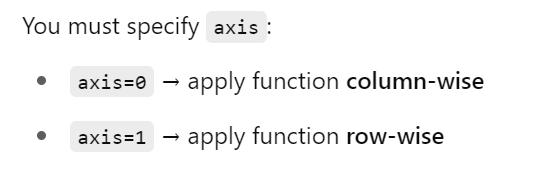 You must specify axis:
• axis=0 → apply function column-wise
• axis=1 → apply function row-wise